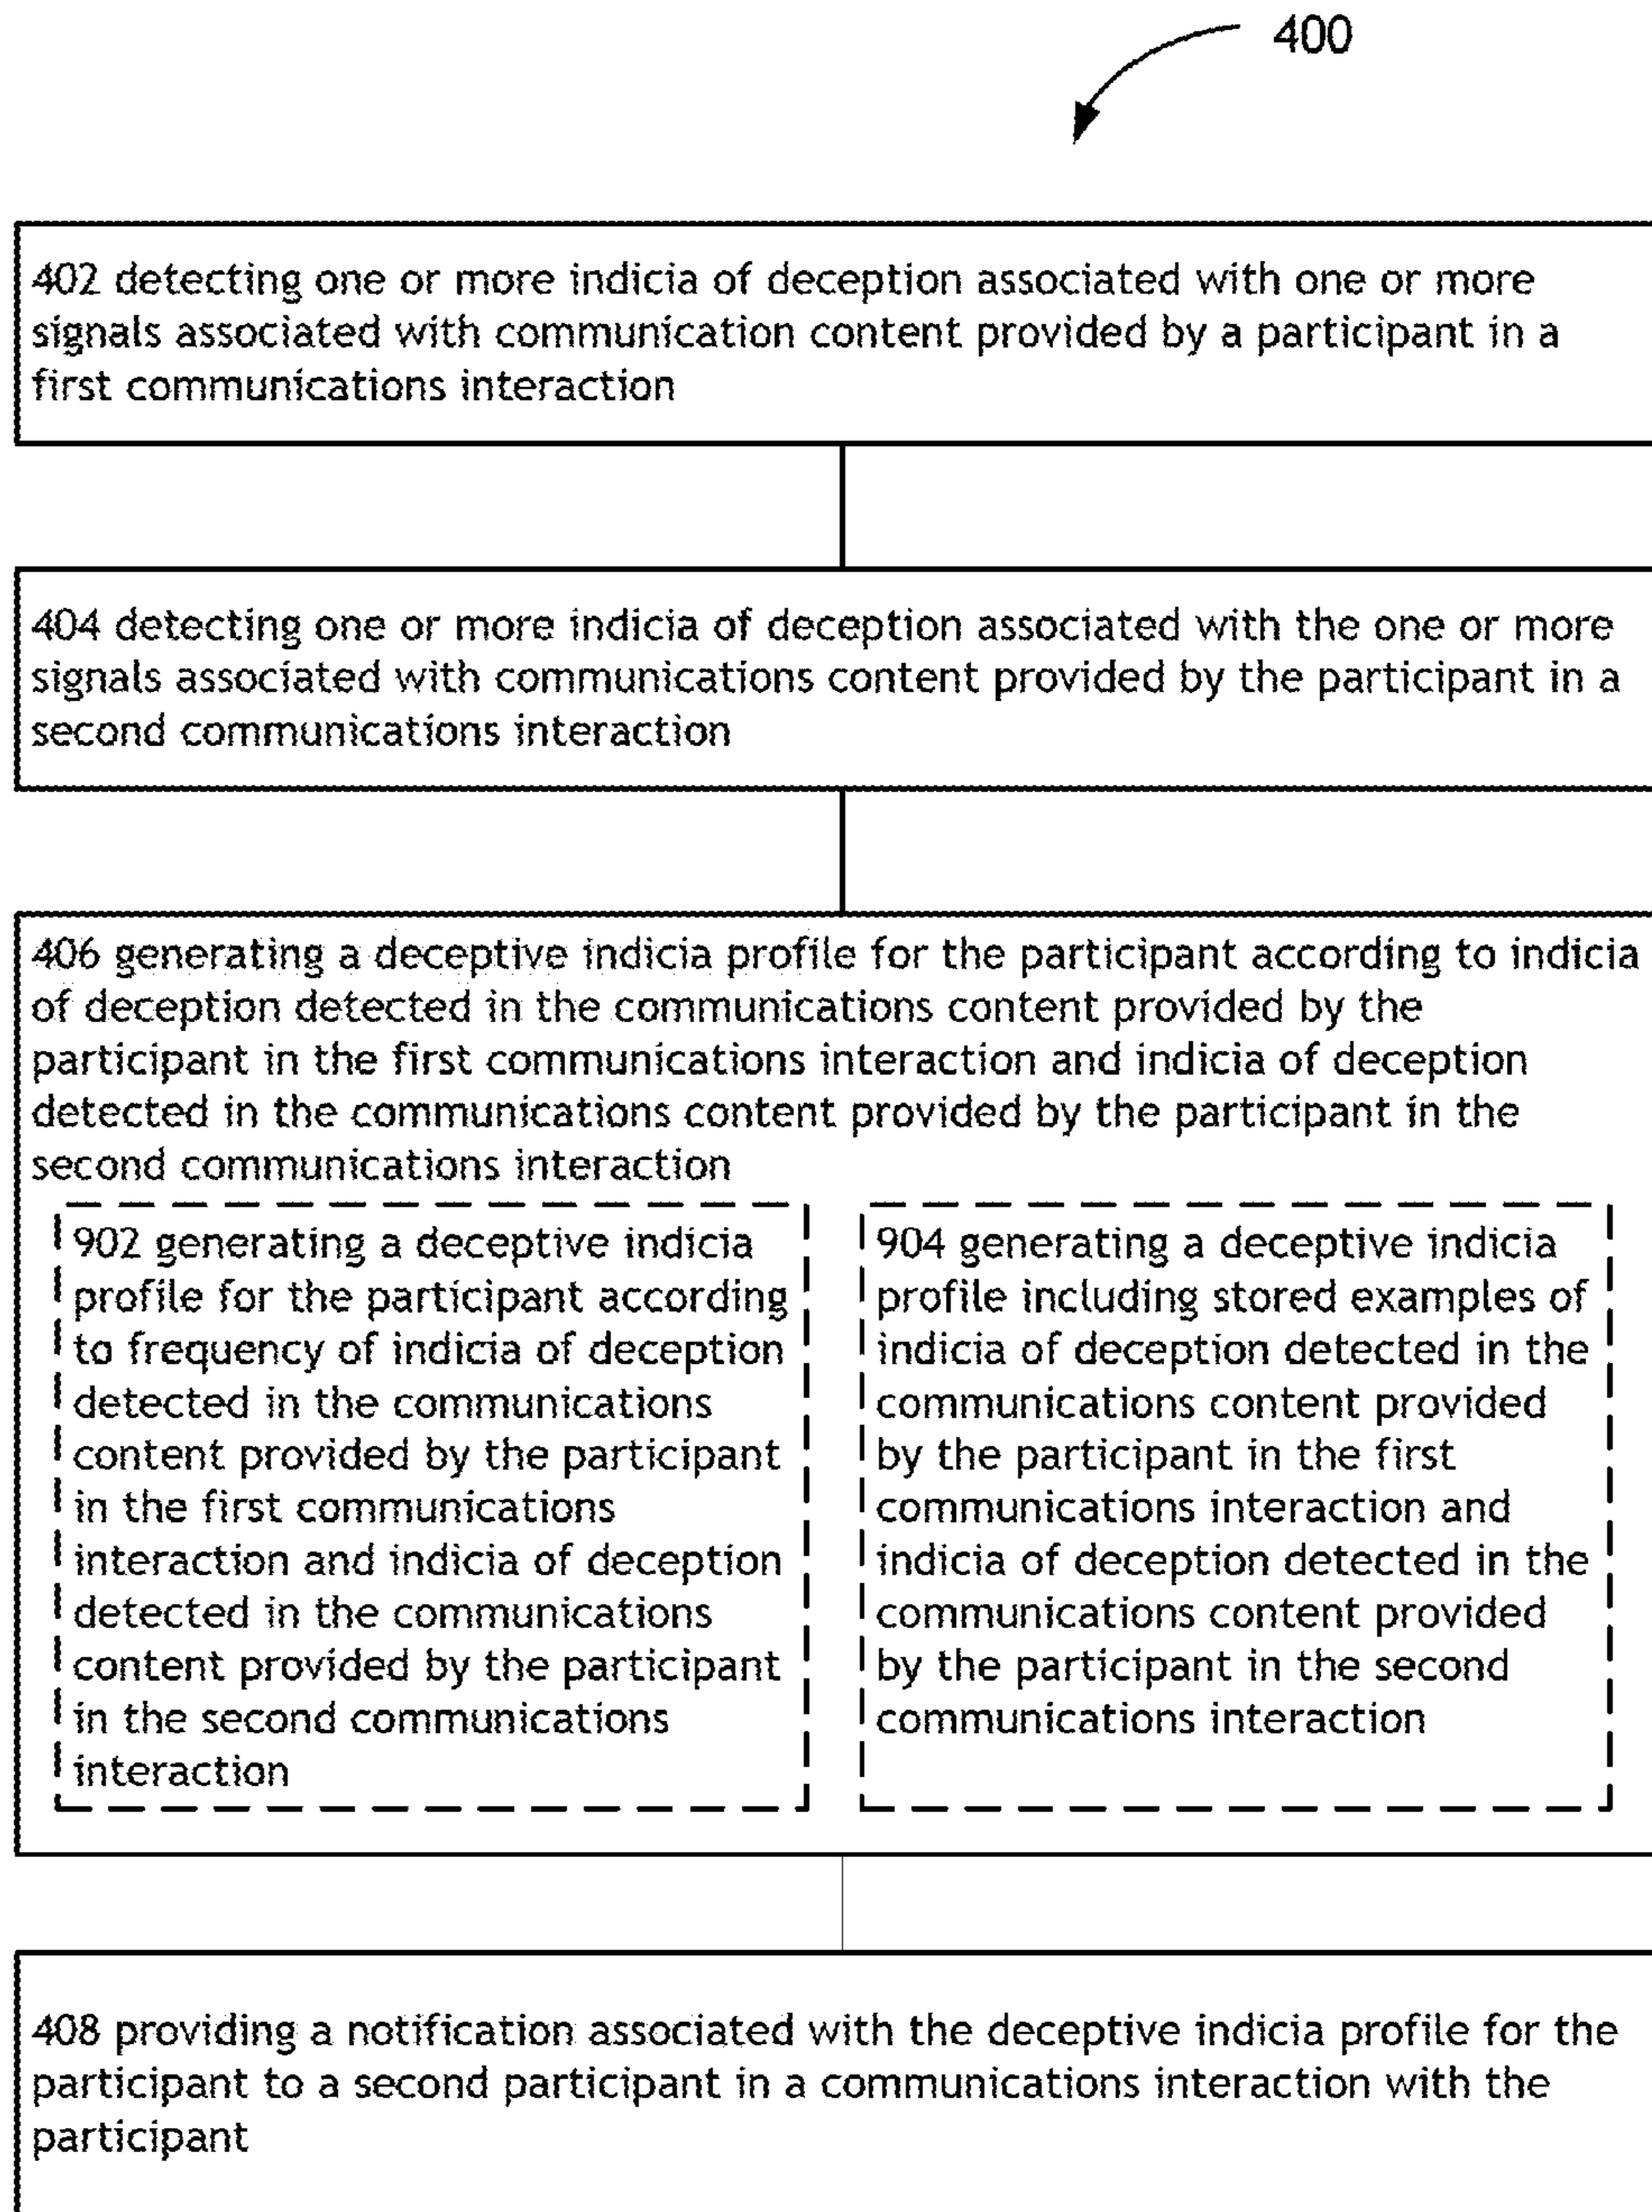 400
402 detecting one or more indicia of deception associated with one or more
signals associated with communication content provided by a participant in a
first communications interaction
404 detecting one or more indicia of deception associated with the one or more
signals associated with communications content provided by the participant in a
second communications interaction
406 generating a deceptive indicia profile for the participant according to indicia
of deception detected in the communications content provided by the
participant in the first communications interaction and indicia of deception
detected in the communications content provided by the participant in the
second communications interaction
902 generating a deceptive indicia
profile for the participant according
to frequency of indicia of deception
detected in the communications
content provided by the participant
in the first communications
interaction and indicia of deception
detected in the communications
content provided by the participant
in the second communications
interaction
904 generating a deceptive indicia
profile including stored examples of
indicia of deception detected in the
communications content provided
by the participant in the first
communications interaction and
indicia of deception detected in the
communications content provided
by the participant in the second
communications interaction
408 providing a notification associated with the deceptive indicia profile for the
participant to a second participant in a communications interaction with the
participant